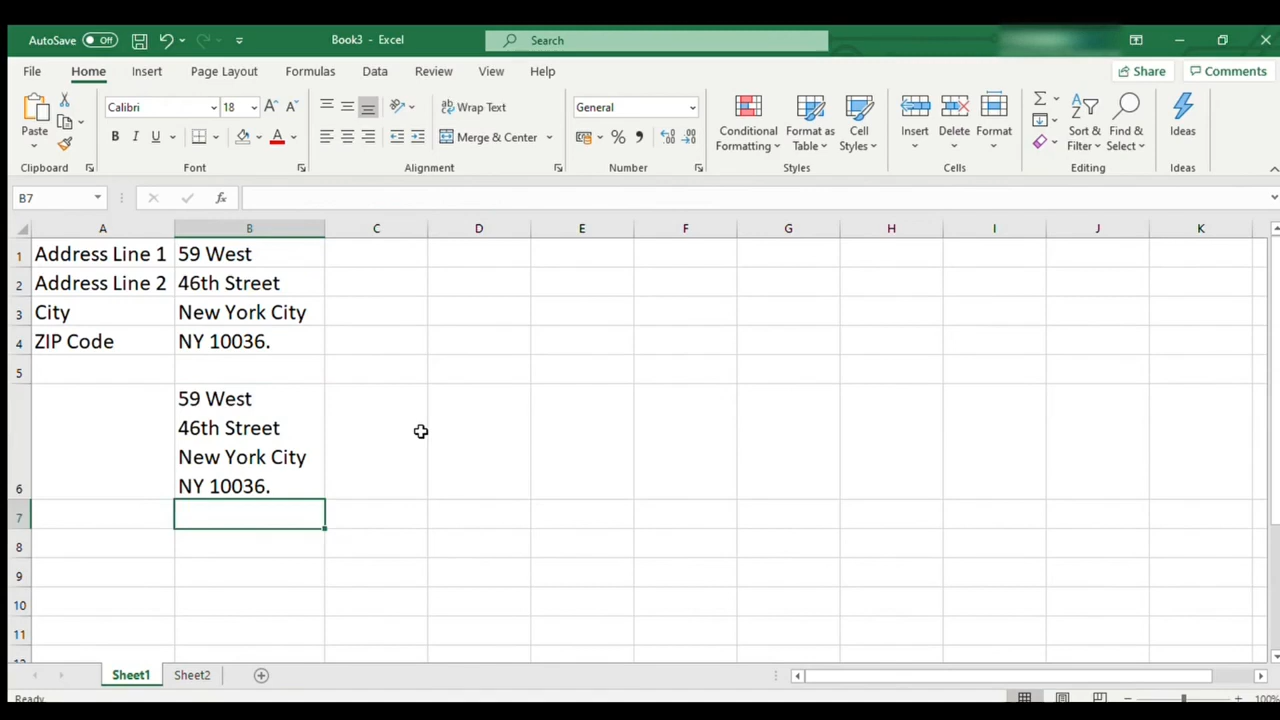 AutoSave Off Book3 - Excel Search
File Home Insert Page Layout Formulas Data Review View Help Share Comments
Calibri 18 Wrap Text General
Paste B I U Merge & Center Conditional Formatting Format as Table Cell Styles Insert Delete Format Sort & Filter Find & Select Ideas
Clipboard Font Alignment Number Styles Cells Editing Ideas
B7 fx
A B C D E F G H I J K
1 Address Line 1 59 West
2 Address Line 2 46th Street
3 City New York City
4 ZIP Code NY 10036.
5
59 West
46th Street
New York City
6 NY 10036.
7
8
9
10
11
12
Sheet1 Sheet2
Ready 100%